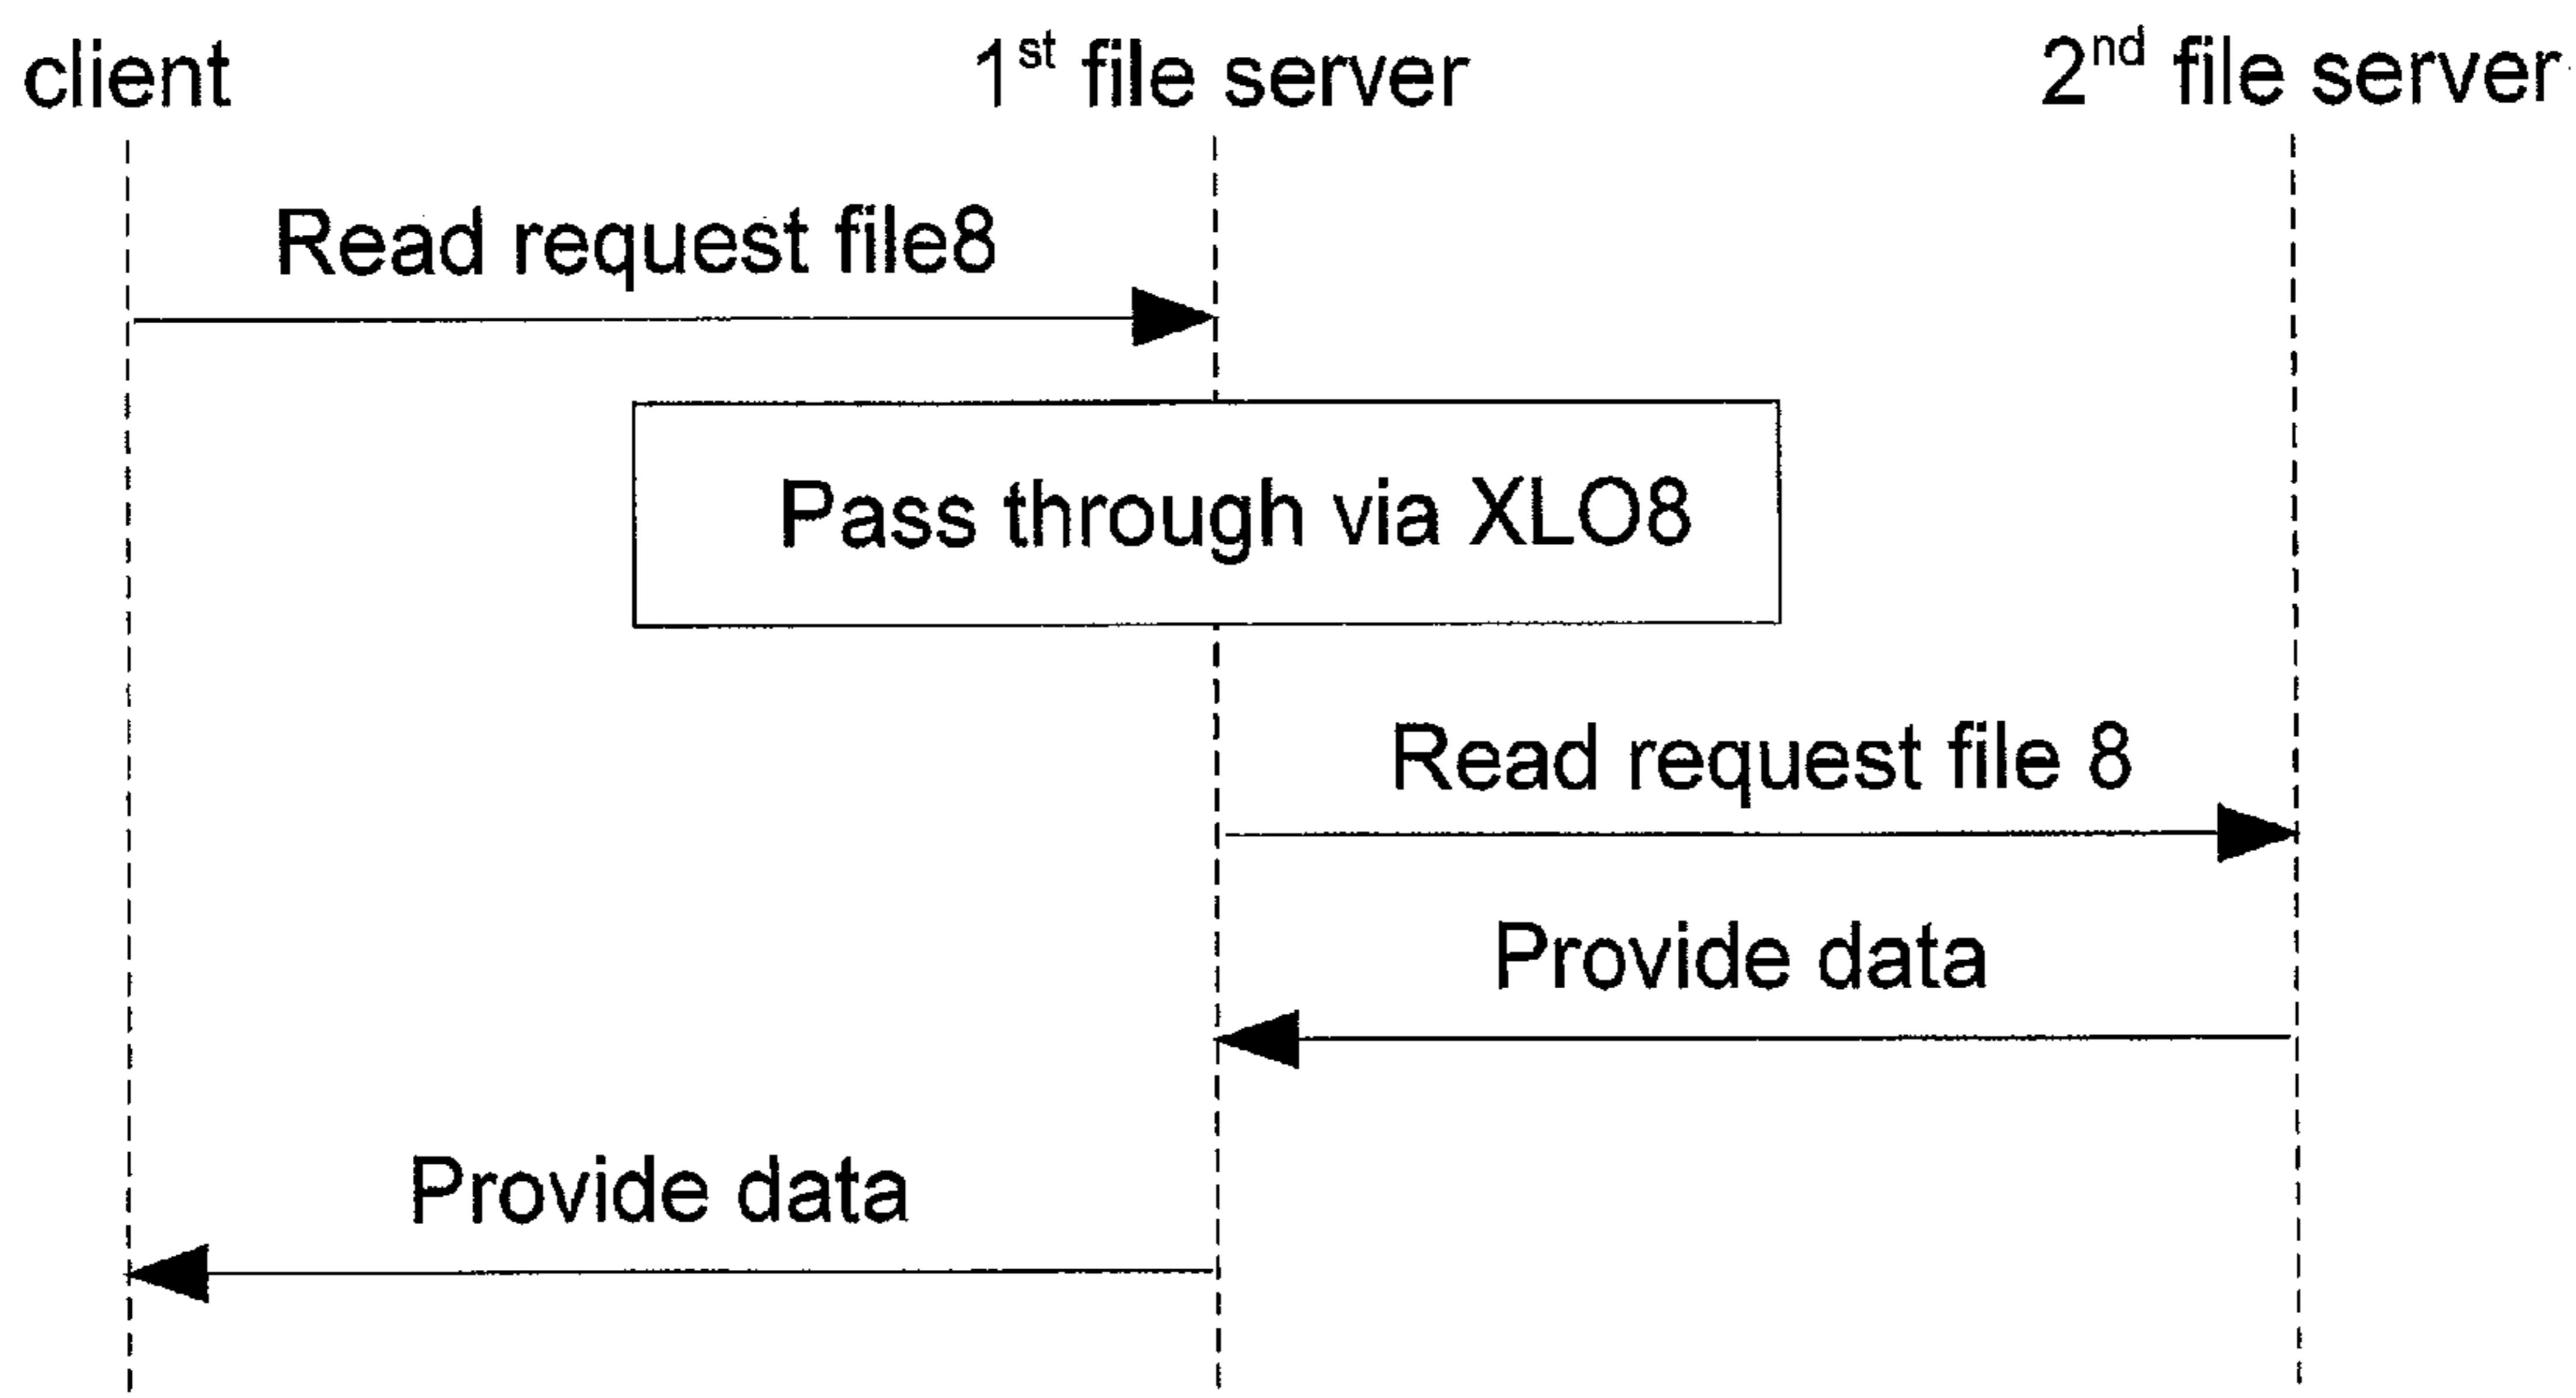 client
1st file server
2nd file server
Read request file8
Pass through via XLO8
Read request file 8
Provide data
Provide data